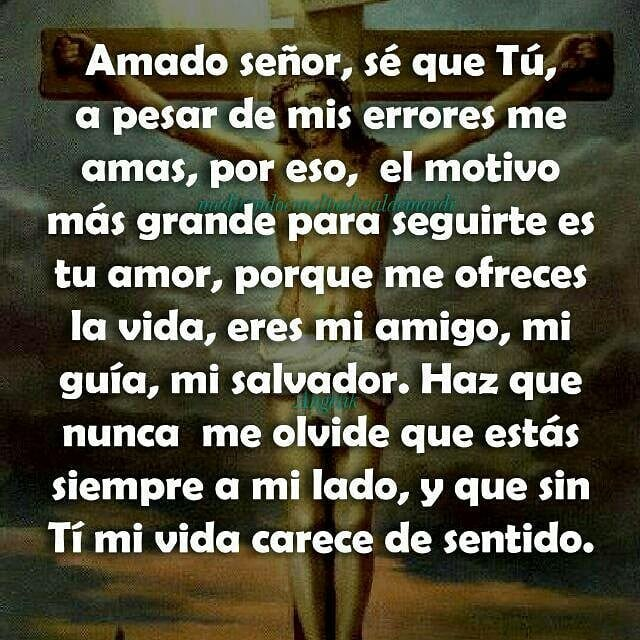 Amado señor, sé que Tú,
a pesar de mis errores me
amas, por eso,  el motivo
más grande para seguirte es
tu amor, porque me ofreces
la vida, eres mi amigo, mi
guía, mi salvador. Haz que
nunca  me olvide que estás
siempre a mi lado, y que sin
Tí mi vida carece de sentido.